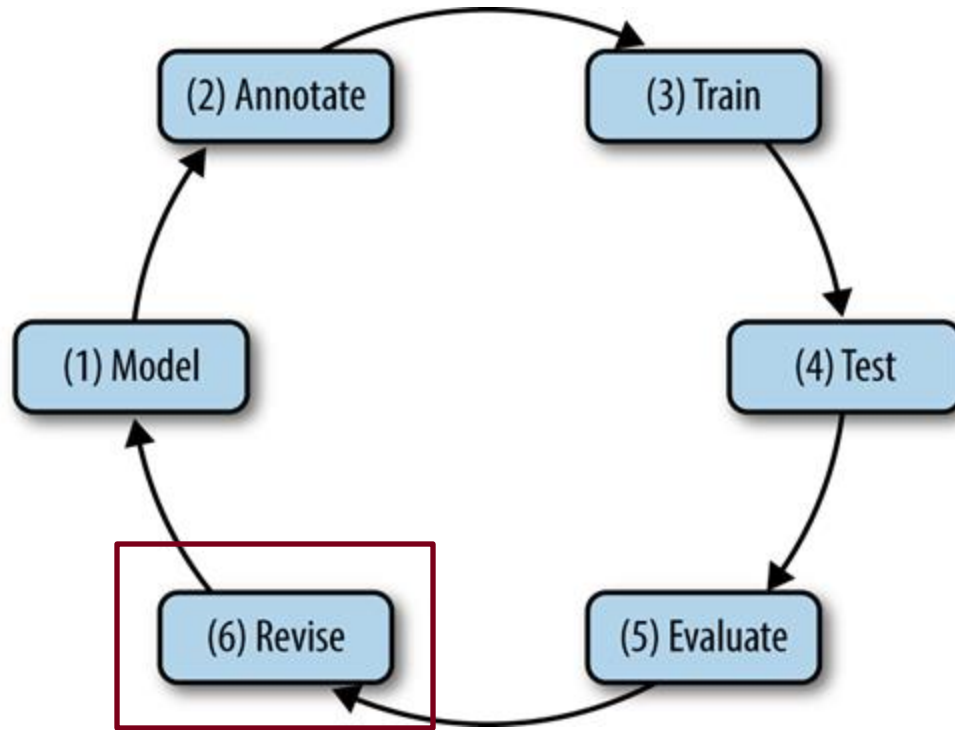 (2) Annotate
(3) Train
(1) Model
(4) Test
(6) Revise
(5) Evaluate